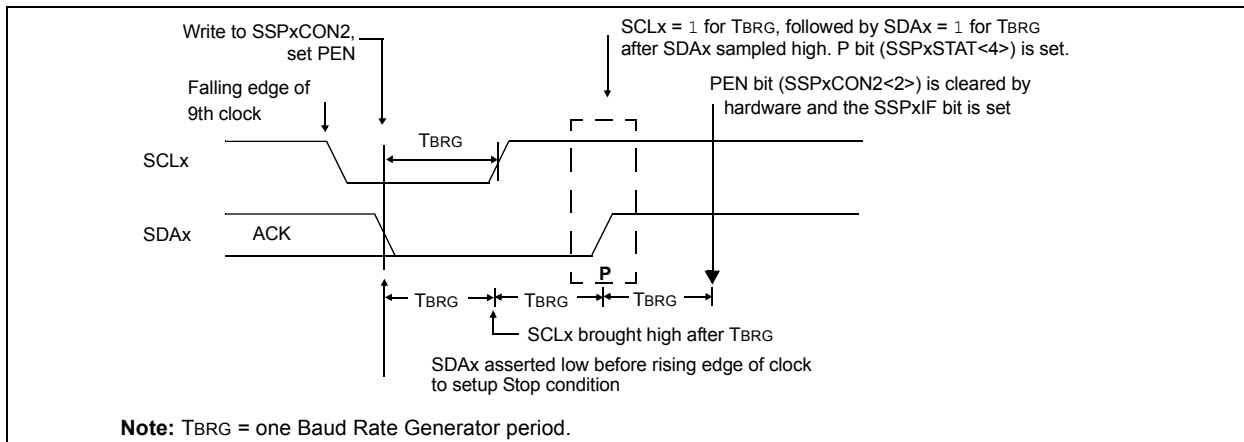 Write to SSPxCON2,
set PEN
SCLx = 1 for TBRG, followed by SDAx = 1 for TBRG
after SDAx sampled high. P bit (SSPxSTAT<4>) is set.
Falling edge of
9th clock
PEN bit (SSPxCON2<2>) is cleared by
hardware and the SSPxIF bit is set
TBRG
SCLx
SDAx
ACK
P
TBRG
TBRG
TBRG
SCLx brought high after TBRG
SDAx asserted low before rising edge of clock
to setup Stop condition
Note: TBRG = one Baud Rate Generator period.